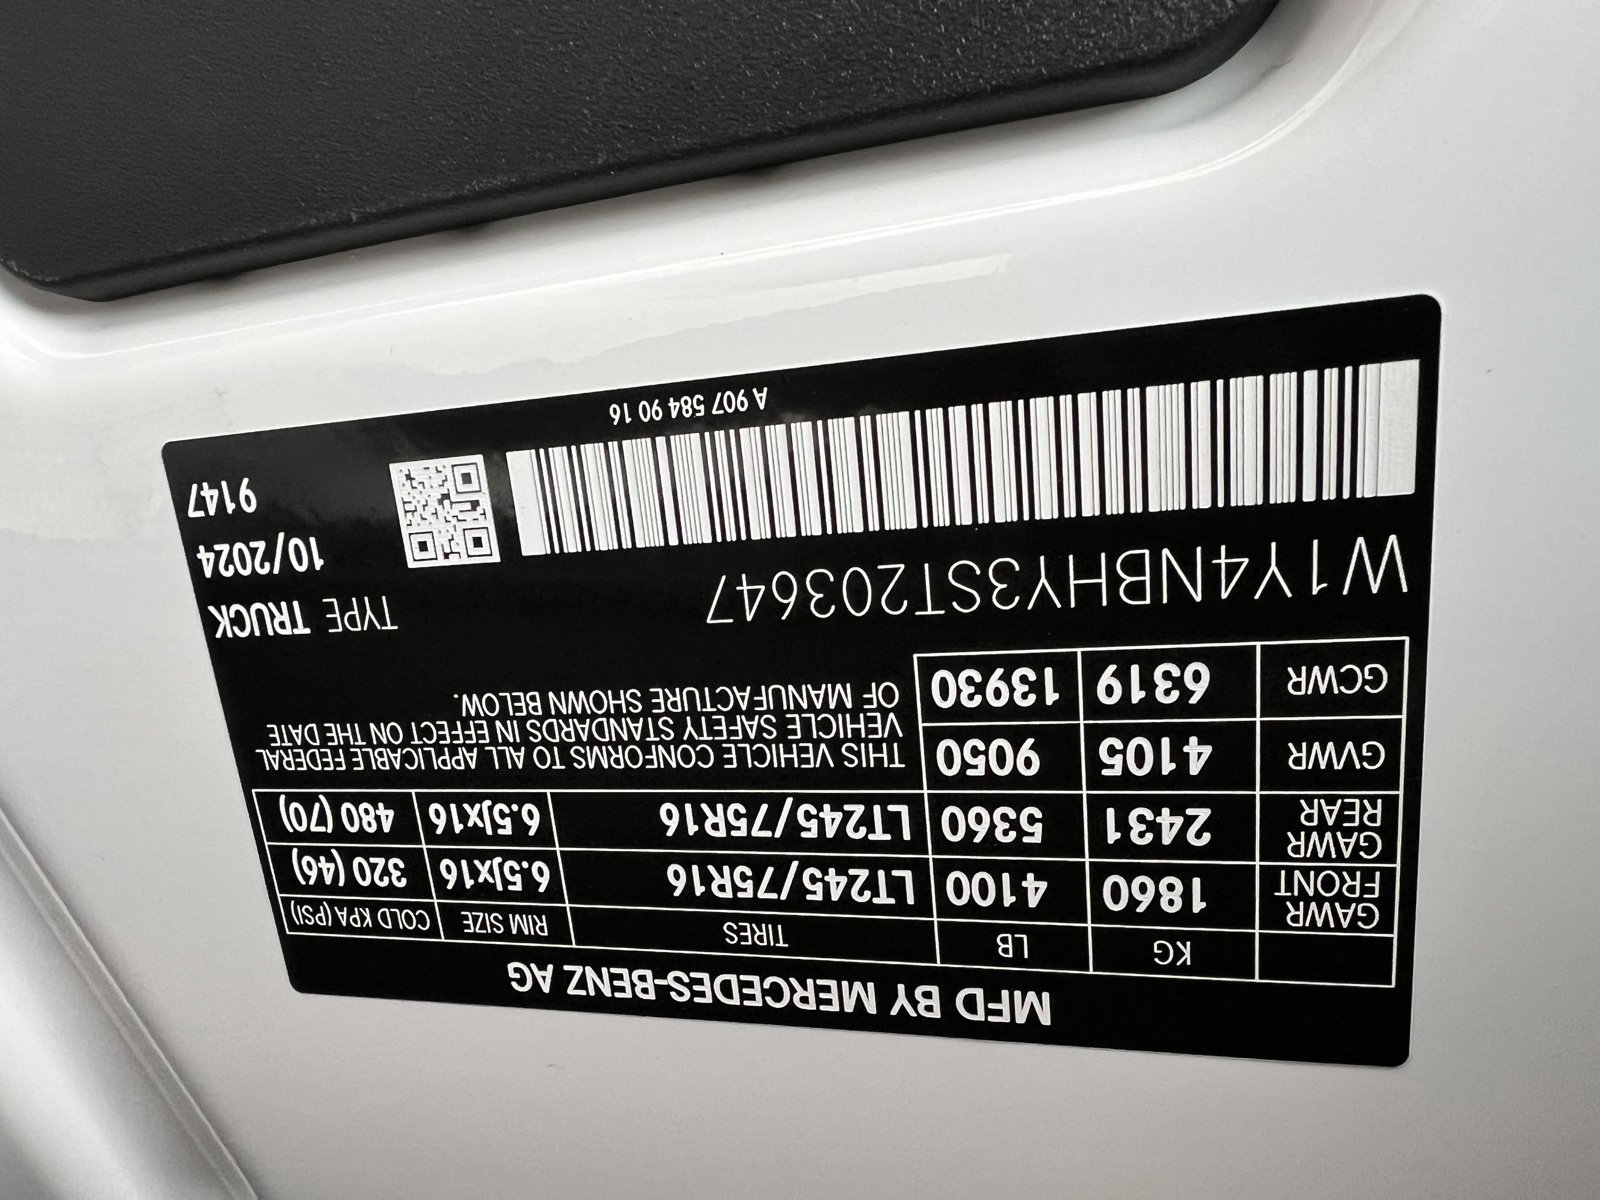 MFD BY MERCEDES-BENZ AG
KG LB TIRES RIM SIZE COLD KPA (PSI)
GAWR FRONT 1860 4100 LT245/75R16 6.5Jx16 320 (46)
GAWR REAR 2431 5360 LT245/75R16 6.5Jx16 480 (70)
GVWR 4105 9050
GCWR 6319 13930
THIS VEHICLE CONFORMS TO ALL APPLICABLE FEDERAL
VEHICLE SAFETY STANDARDS IN EFFECT ON THE DATE
OF MANUFACTURE SHOWN BELOW.
W1Y4NBHY3ST203647
TYPE TRUCK
10/2024
9147
A 907 584 90 16